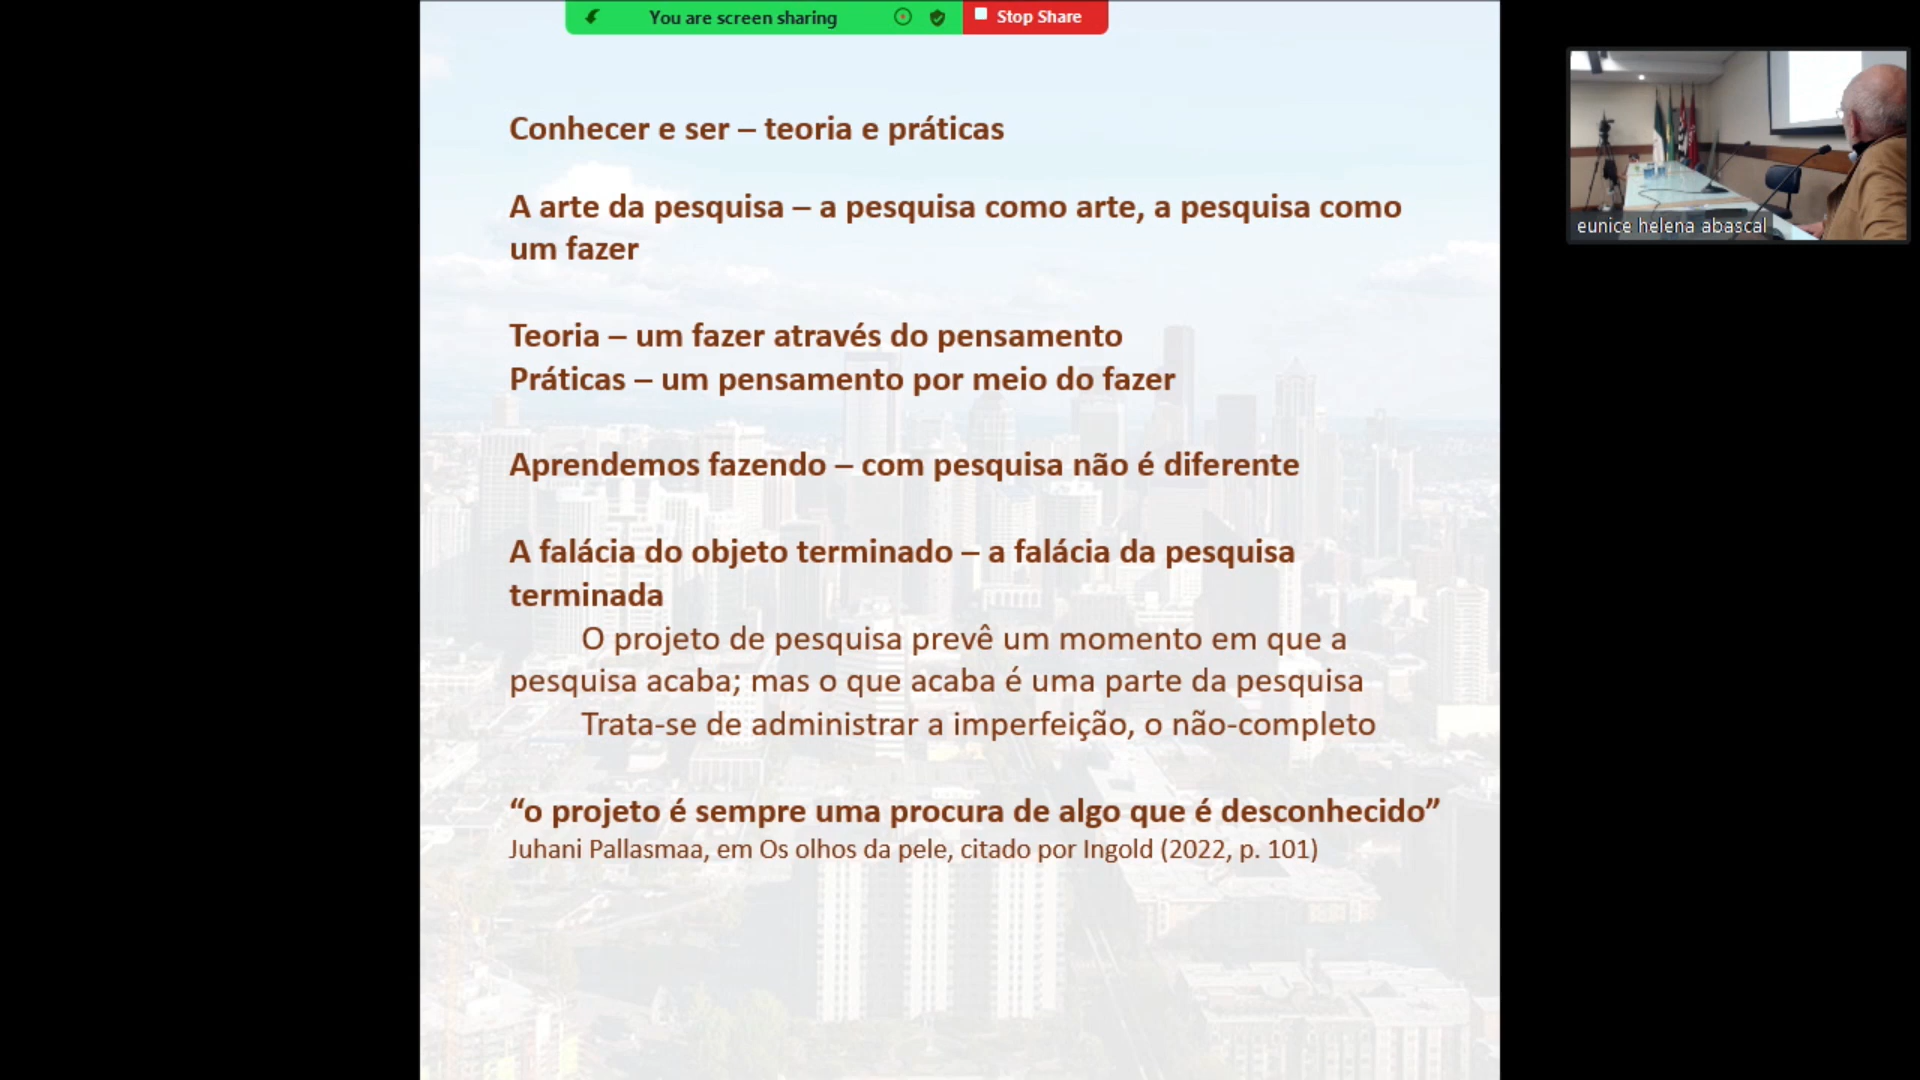 You are screen sharing
Stop Share
Conhecer e ser – teoria e práticas
A arte da pesquisa – a pesquisa como arte, a pesquisa como
um fazer
Teoria – um fazer através do pensamento
Práticas – um pensamento por meio do fazer
Aprendemos fazendo – com pesquisa não é diferente
A falácia do objeto terminado – a falácia da pesquisa
terminada
O projeto de pesquisa prevê um momento em que a
pesquisa acaba; mas o que acaba é uma parte da pesquisa
Trata-se de administrar a imperfeição, o não-completo
“o projeto é sempre uma procura de algo que é desconhecido”
Juhani Pallasmaa, em Os olhos da pele, citado por Ingold (2022, p. 101)
eunice helena abascal